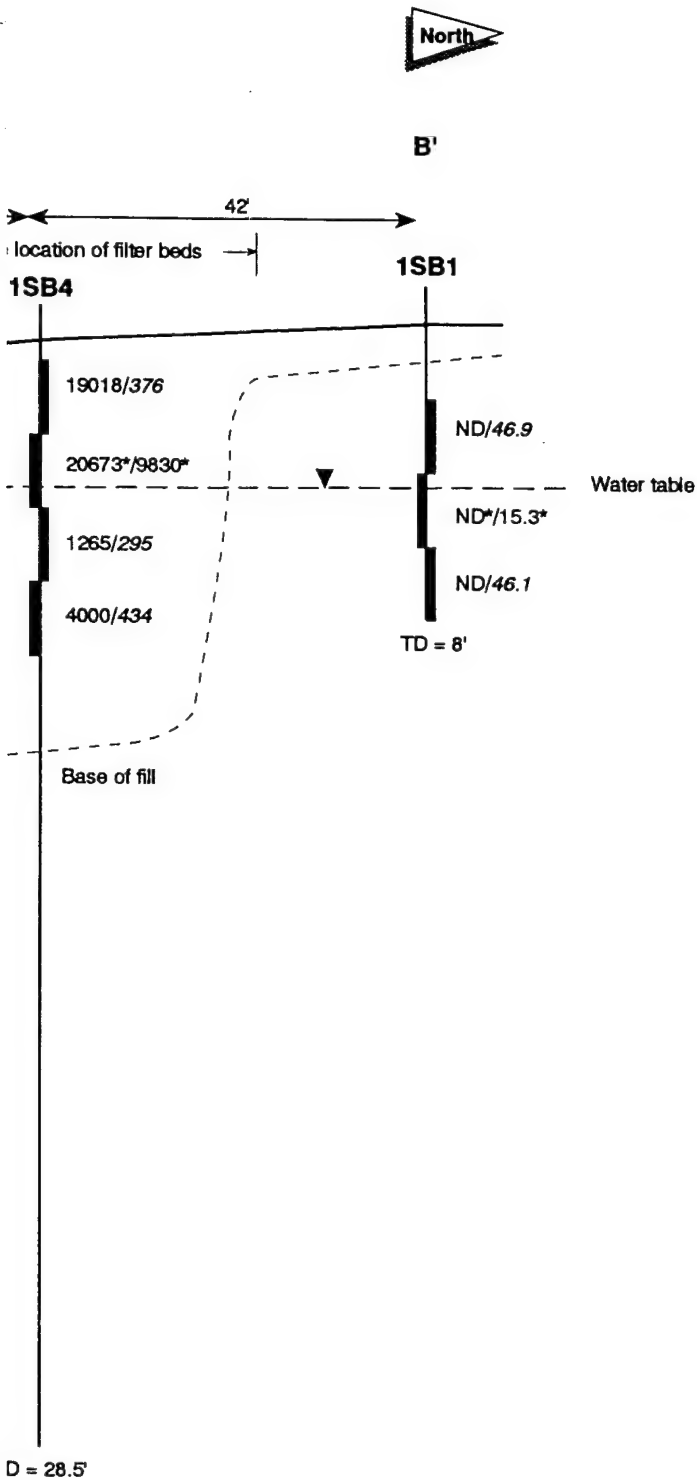 North
B'
42'
location of filter beds
1SB4
1SB1
19018/376
ND/46.9
20673*/9830*
Water table
ND*/15.3*
1265/295
ND/46.1
4000/434
TD = 8'
Base of fill
D = 28.5'